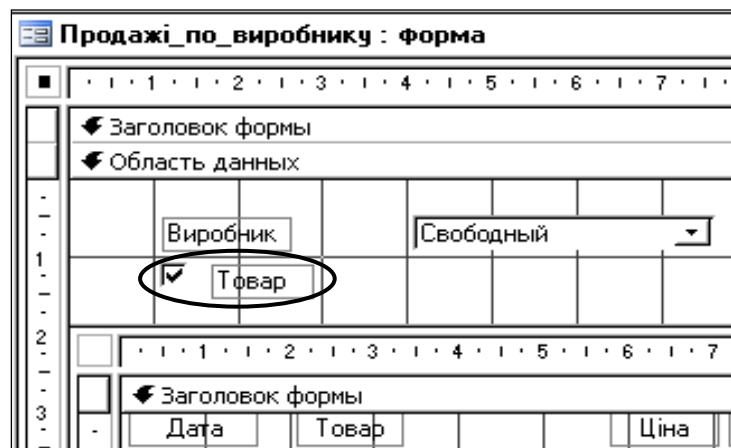 Продажі_по_виробнику : форма
1 2 3 4 5 6 7
Заголовок формы
Область данных
Виробник Свободный
1
Товар
2
1 2 3 4 5 6 7
Заголовок формы
3
Дата Товар Ціна